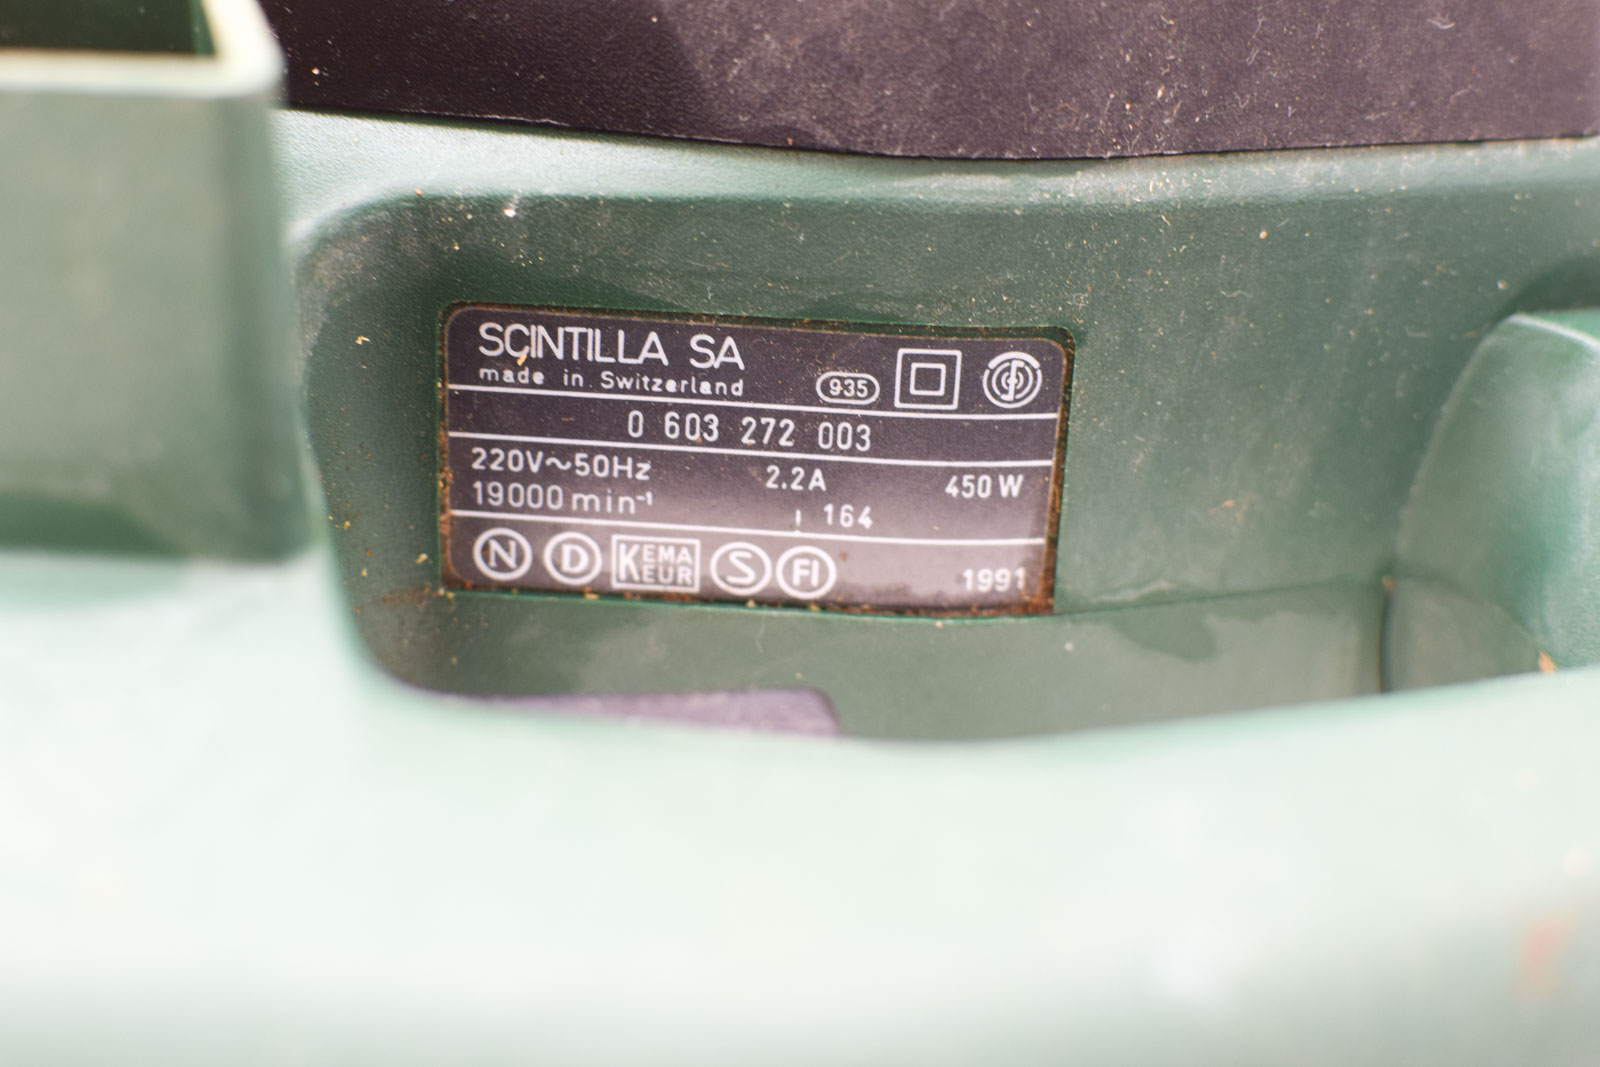 SCINTILLA SA
made in Switzerland
935
0 603 272 003
220V~50Hz 2.2A 450 W
19000 min⁻¹ 164
N D KEMA KEUR S FI 1991